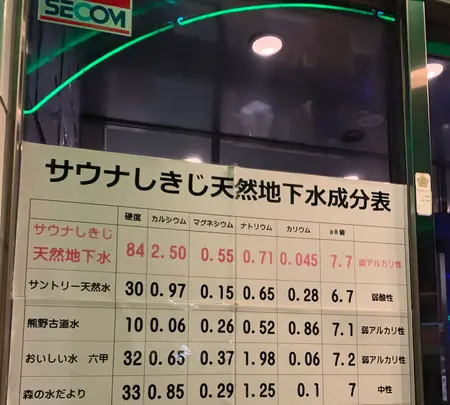 SECOM
サウナしきじ天然地下水成分表
硬度 カルシウム マグネシウム ナトリウム カリウム pH値
サウナしきじ
天然地下水 84 2.50 0.55 0.71 0.045 7.7 弱アルカリ性
サントリー天然水 30 0.97 0.15 0.65 0.28 6.7 弱酸性
熊野古道水 10 0.06 0.26 0.52 0.86 7.1 弱アルカリ性
おいしい水 六甲 32 0.65 0.37 1.98 0.06 7.2 弱アルカリ性
森の水だより 33 0.85 0.29 1.25 0.1 7 中性